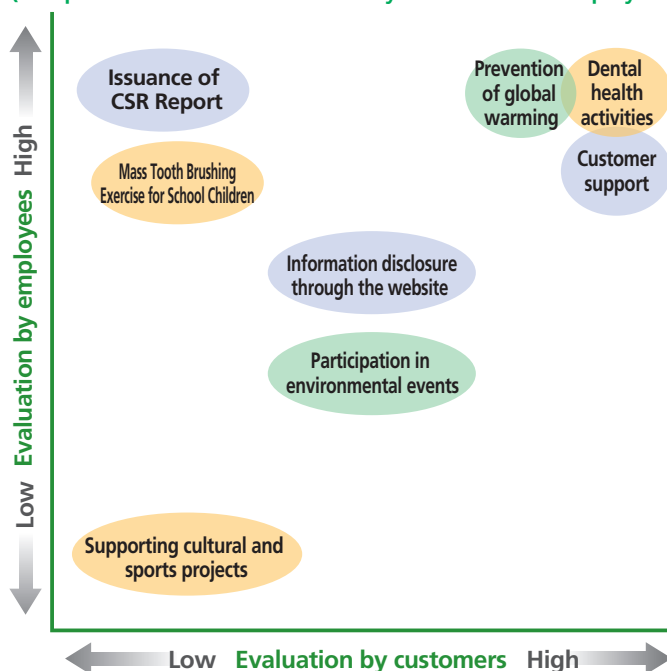 Issuance of
CSR Report
Prevention
of global
warming
Dental
health
activities
Mass Tooth Brushing
Exercise for School Children
Customer
support
Information disclosure
through the website
Participation in
environmental events
Supporting cultural and
sports projects
High
Evaluation by employees
Low
Low Evaluation by customers High